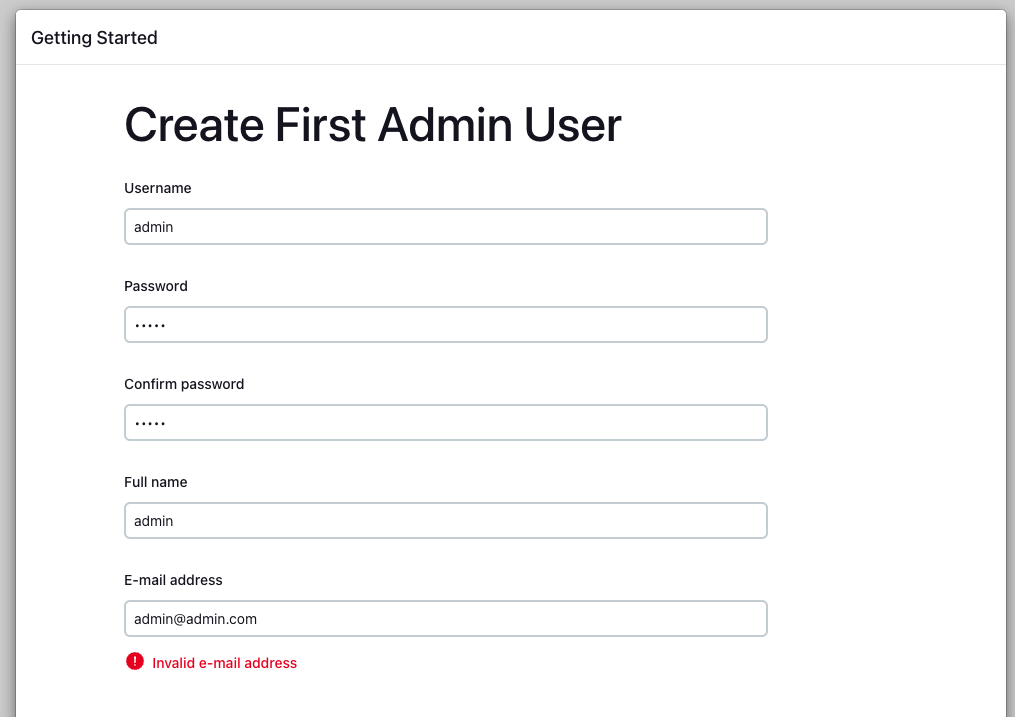 Getting Started
Create First Admin User
Username
admin
Password
•••••
Confirm password
•••••
Full name
admin
E-mail address
admin@admin.com
! Invalid e-mail address